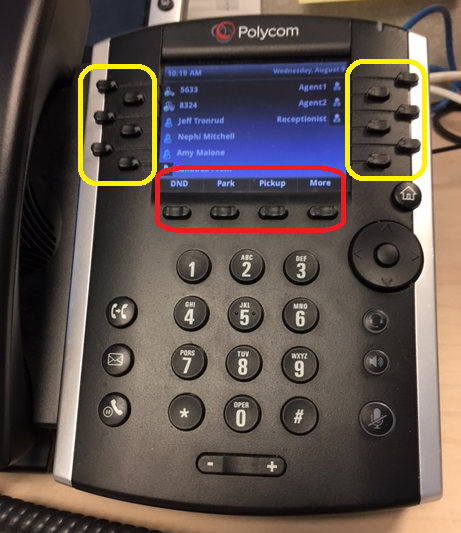 Polycom
10:19 AM Wednesday, August
5633 Agent1
8324 Agent2
Jeff Tronrud Receptionist
Nephi Mitchell
Amy Malone
DND Park Pickup More
1 ABC 2 DEF 3
GHI 4 JKL 5 MNO 6
PQRS 7 TUV 8 WXYZ 9
* OPER 0 #
- +